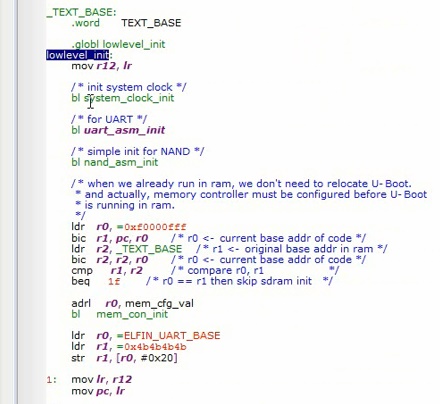 _TEXT_BASE:
.word TEXT_BASE
.globl lowlevel_init
lowlevel_init:
mov r12, lr
/* init system clock */
bl system_clock_init
/* for UART */
bl uart_asm_init
/* simple init for NAND */
bl nand_asm_init
/* when we already run in ram, we don't need to relocate U-Boot.
* and actually, memory controller must be configured before U-Boot
* is running in ram.
*/
ldr r0, =0xf0000fff
bic r1, pc, r0 /* r0 <- current base addr of code */
ldr r2, _TEXT_BASE /* r1 <- original base addr in ram */
bic r2, r2, r0 /* r0 <- current base addr of code */
cmp r1, r2 /* compare r0, r1 */
beq 1f /* r0 == r1 then skip sdram init */
adrl r0, mem_cfg_val
bl mem_con_init
ldr r0, =ELFIN_UART_BASE
ldr r1, =0x4b4b4b4b
str r1, [r0, #0x20]
1: mov lr, r12
mov pc, lr